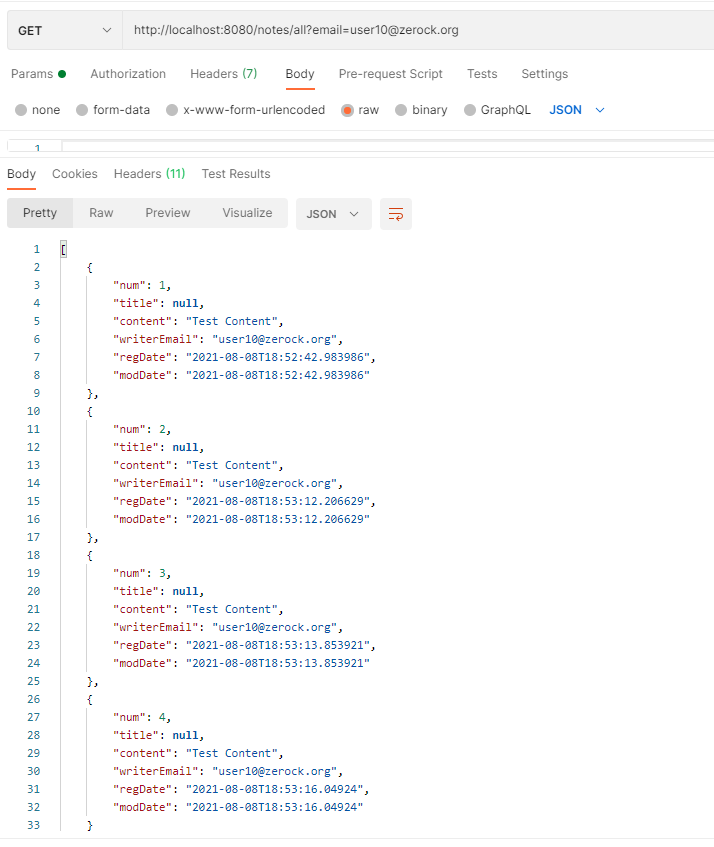 GET http://localhost:8080/notes/all?email=user10@zerock.org
Params Authorization Headers (7) Body Pre-request Script Tests Settings
none form-data x-www-form-urlencoded raw binary GraphQL JSON
1
Body Cookies Headers (11) Test Results
Pretty Raw Preview Visualize JSON
1 [
2 {
3 "num": 1,
4 "title": null,
5 "content": "Test Content",
6 "writerEmail": "user10@zerock.org",
7 "regDate": "2021-08-08T18:52:42.983986",
8 "modDate": "2021-08-08T18:52:42.983986"
9 },
10 {
11 "num": 2,
12 "title": null,
13 "content": "Test Content",
14 "writerEmail": "user10@zerock.org",
15 "regDate": "2021-08-08T18:53:12.206629",
16 "modDate": "2021-08-08T18:53:12.206629"
17 },
18 {
19 "num": 3,
20 "title": null,
21 "content": "Test Content",
22 "writerEmail": "user10@zerock.org",
23 "regDate": "2021-08-08T18:53:13.853921",
24 "modDate": "2021-08-08T18:53:13.853921"
25 },
26 {
27 "num": 4,
28 "title": null,
29 "content": "Test Content",
30 "writerEmail": "user10@zerock.org",
31 "regDate": "2021-08-08T18:53:16.04924",
32 "modDate": "2021-08-08T18:53:16.04924"
33 }